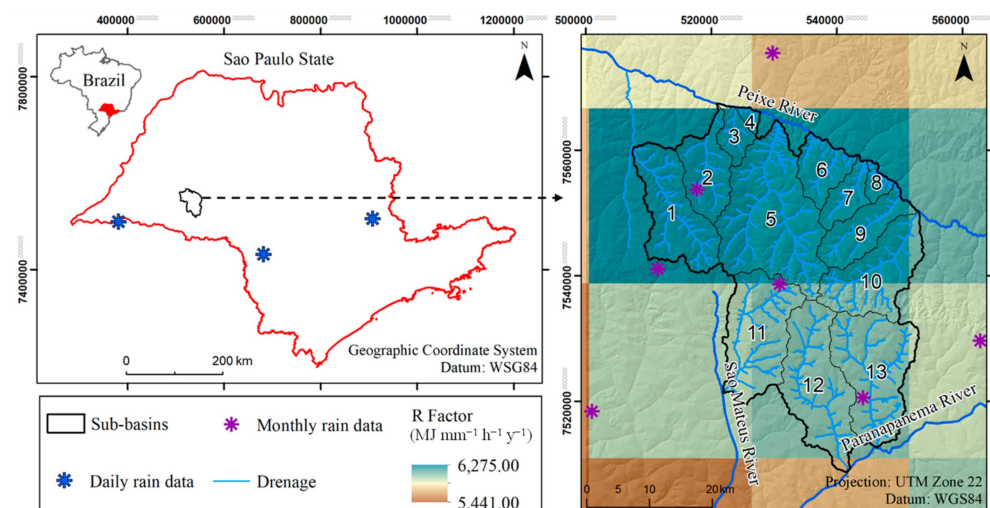 400000 600000 800000 1000000 1200000
Sao Paulo State
N
Brazil
7800000
7400000
0 200 km
Geographic Coordinate System
Datum: WSG84
Sub-basins
Monthly rain data
Daily rain data
Drenage
R Factor
(MJ mm⁻¹ h⁻¹ y⁻¹)
6,275.00
5.441.00
500000 520000 540000 560000
N
Peixe River
7560000
7540000
7520000
4
3
6
8
2
7
1
5
9
10
11
13
12
Sao Mateus River
Paranapanema River
0 5 10 20 km
Projection: UTM Zone 22
Datum: WGS84